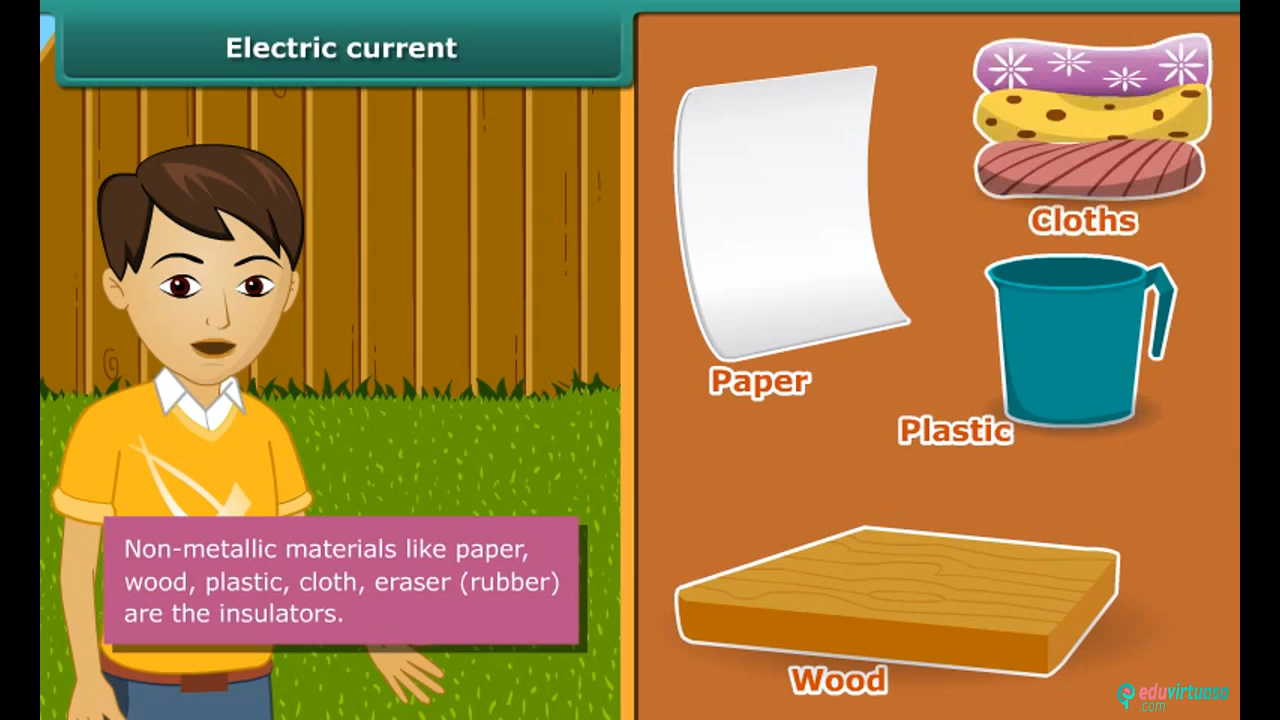 Electric current
Cloths
Paper
Plastic
Non-metallic materials like paper,
wood, plastic, cloth, eraser (rubber)
are the insulators.
Wood
eduvirtuoso
.com